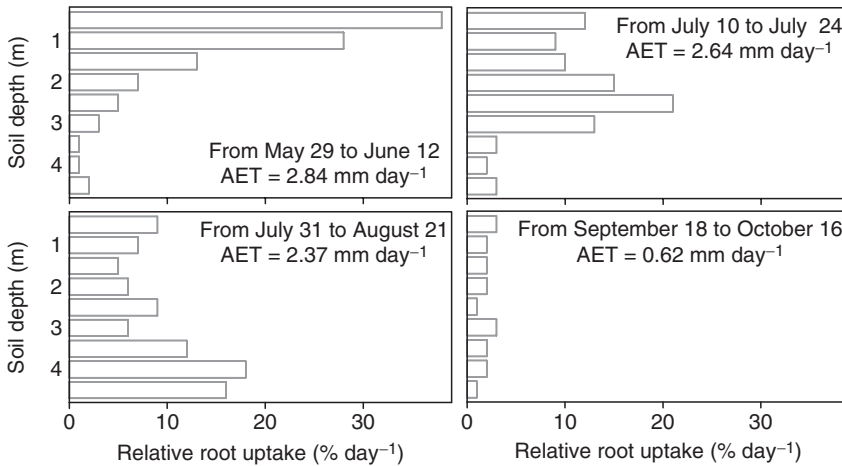 Soil depth (m)
1
2
3
4
From May 29 to June 12
AET = 2.84 mm day⁻¹
From July 10 to July 24
AET = 2.64 mm day⁻¹
Soil depth (m)
1
2
3
4
From July 31 to August 21
AET = 2.37 mm day⁻¹
0 10 20 30
Relative root uptake (% day⁻¹)
From September 18 to October 16
AET = 0.62 mm day⁻¹
0 10 20 30
Relative root uptake (% day⁻¹)